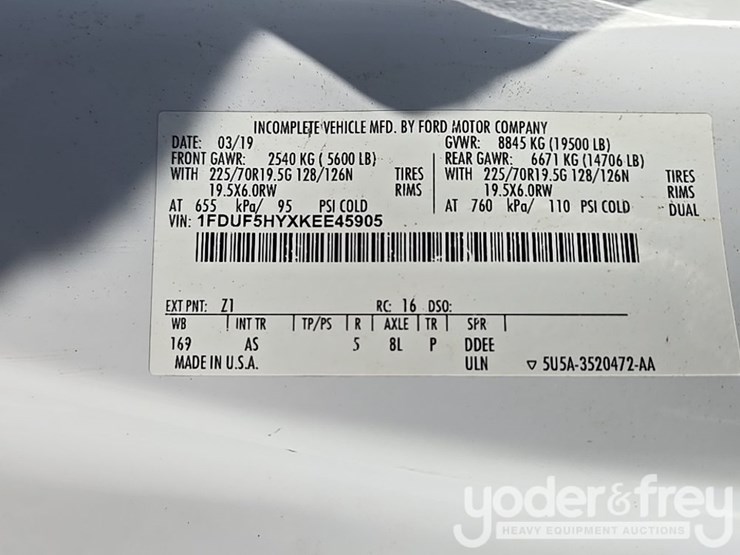 INCOMPLETE VEHICLE MFD. BY FORD MOTOR COMPANY
DATE: 03/19 GVWR: 8845 KG (19500 LB)
FRONT GAWR: 2540 KG ( 5600 LB) REAR GAWR: 6671 KG (14706 LB)
WITH 225/70R19.5G 128/126N TIRES WITH 225/70R19.5G 128/126N TIRES
19.5X6.0RW RIMS 19.5X6.0RW RIMS
AT 655 kPa/ 95 PSI COLD AT 760 kPa/ 110 PSI COLD DUAL
VIN: 1FDUF5HYXKEE45905
EXT PNT: Z1 RC: 16 DSO:
WB INT TR TP/PS R AXLE TR SPR
169 AS 5 8L P DDEE
MADE IN U.S.A. ULN ▽ 5U5A-3520472-AA
yoder&frey
HEAVY EQUIPMENT AUCTIONS